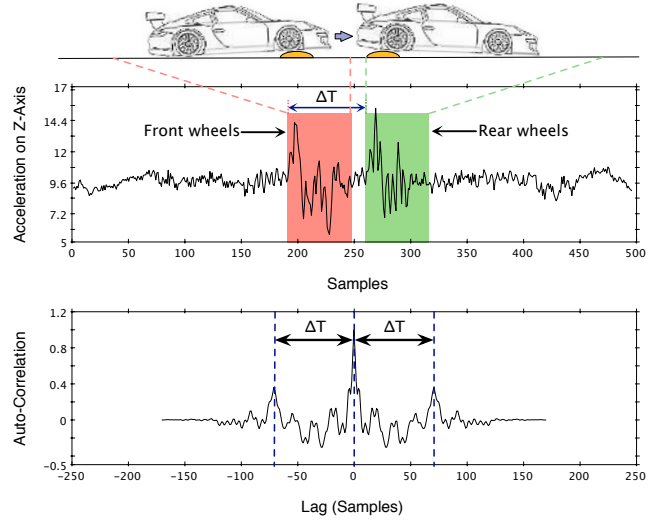 17
14.4
12
9.6
7.2
5
Acceleration on Z-Axis
ΔT
Front wheels
Rear wheels
0 50 100 150 200 250 300 350 400 450 500
Samples
1.2
0.8
0.4
0
−0.5
Auto-Correlation
ΔT ΔT
−250 −200 −150 −100 −50 0 50 100 150 200 250
Lag (Samples)